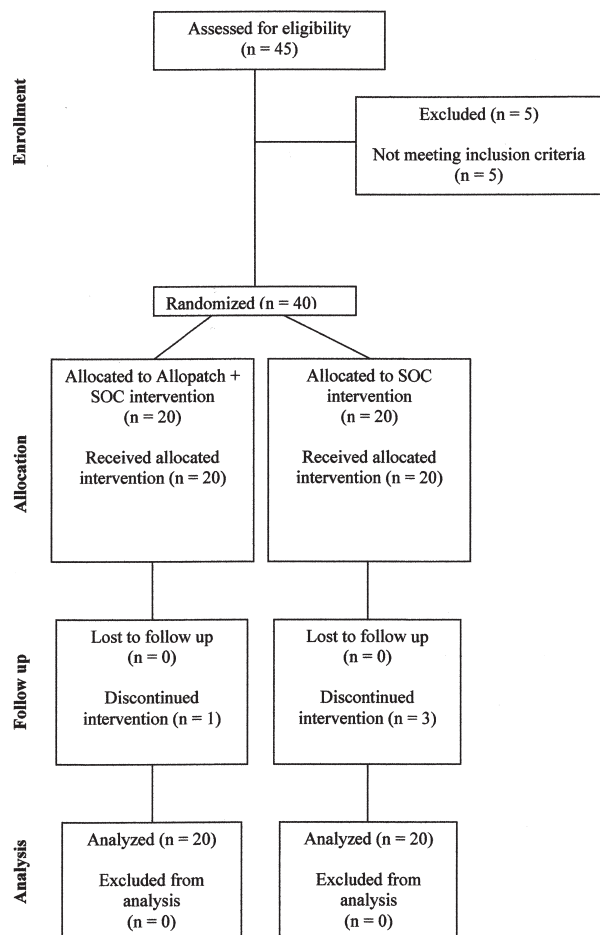 Assessed for eligibility
(n = 45)
Enrollment
Excluded (n = 5)
Not meeting inclusion criteria
(n = 5)
Randomized (n = 40)
Allocation
Allocated to Allopatch +
SOC intervention
(n = 20)
Received allocated
intervention (n = 20)
Allocated to SOC
intervention
(n = 20)
Received allocated
intervention (n = 20)
Follow up
Lost to follow up
(n = 0)
Discontinued
intervention (n = 1)
Lost to follow up
(n = 0)
Discontinued
intervention (n = 3)
Analysis
Analyzed (n = 20)
Excluded from
analysis
(n = 0)
Analyzed (n = 20)
Excluded from
analysis
(n = 0)